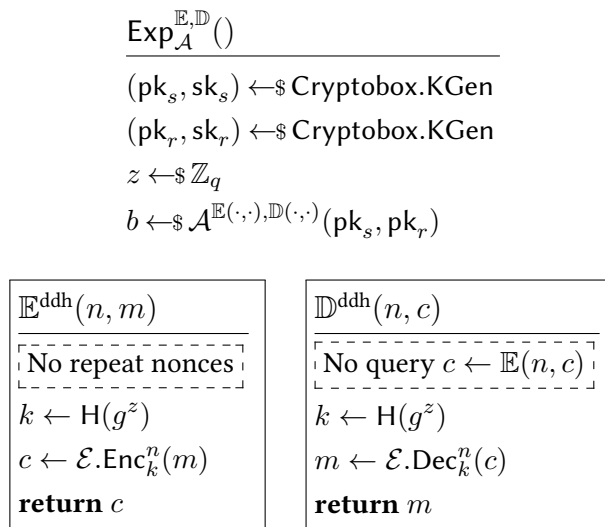 Exp_𝒜^{𝔼,𝔻}()
(pk_s, sk_s) ←$ Cryptobox.KGen
(pk_r, sk_r) ←$ Cryptobox.KGen
z ←$ ℤ_q
b ←$ 𝒜^{𝔼(·,·),𝔻(·,·)}(pk_s, pk_r)
𝔼^{ddh}(n, m)
No repeat nonces
k ← H(g^z)
c ← ℰ.Enc_k^n(m)
return c
𝔻^{ddh}(n, c)
No query c ← 𝔼(n, c)
k ← H(g^z)
m ← ℰ.Dec_k^n(c)
return m